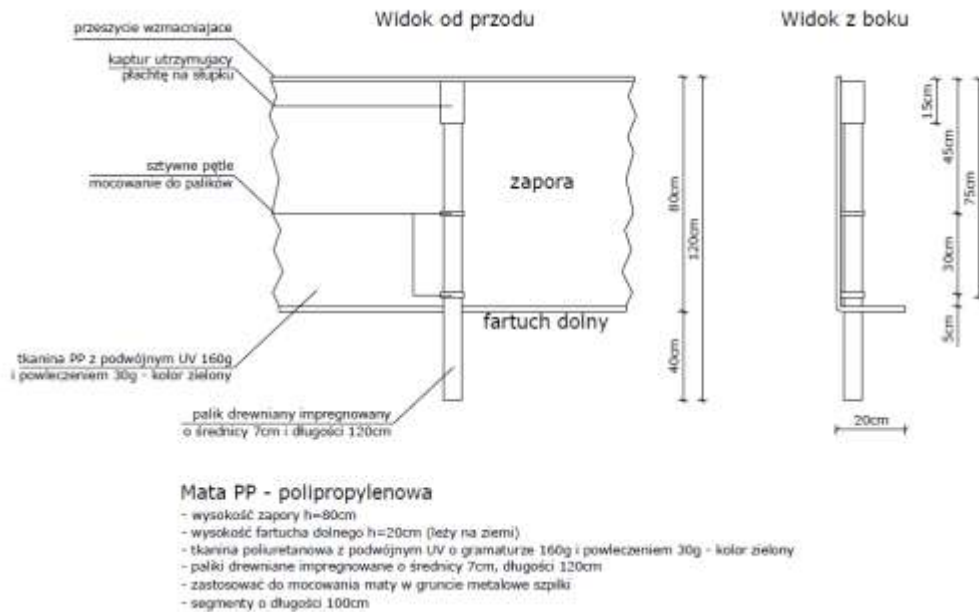 Widok od przodu
Widok z boku
przeszycie wzmacniajace
kaptur utrzymujacy
płachtę na słupku
sztywne pętle
mocowanie do palików
zapora
fartuch dolny
tkanina PP z podwójnym UV 160g
i powleczeniem 30g - kolor zielony
palik drewniany impregnowany
o średnicy 7cm i długości 120cm
80cm
120cm
40cm
15cm
45cm
75cm
30cm
5cm
20cm
Mata PP - polipropylenowa
- wysokość zapory h=80cm
- wysokość fartucha dolnego h=20cm (leży na ziemi)
- tkanina poliuretanowa z podwójnym UV o gramaturze 160g i powleczeniem 30g - kolor zielony
- paliki drewniane impregnowane o średnicy 7cm, długości 120cm
- zastosować do mocowania maty w gruncie metalowe szpilki
- segmenty o długości 100cm